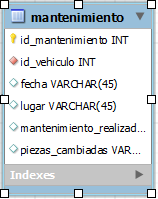 mantenimiento
id_mantenimiento INT
id_vehiculo INT
fecha VARCHAR(45)
lugar VARCHAR(45)
mantenimiento_realizad...
piezas_cambiadas VAR...
Indexes